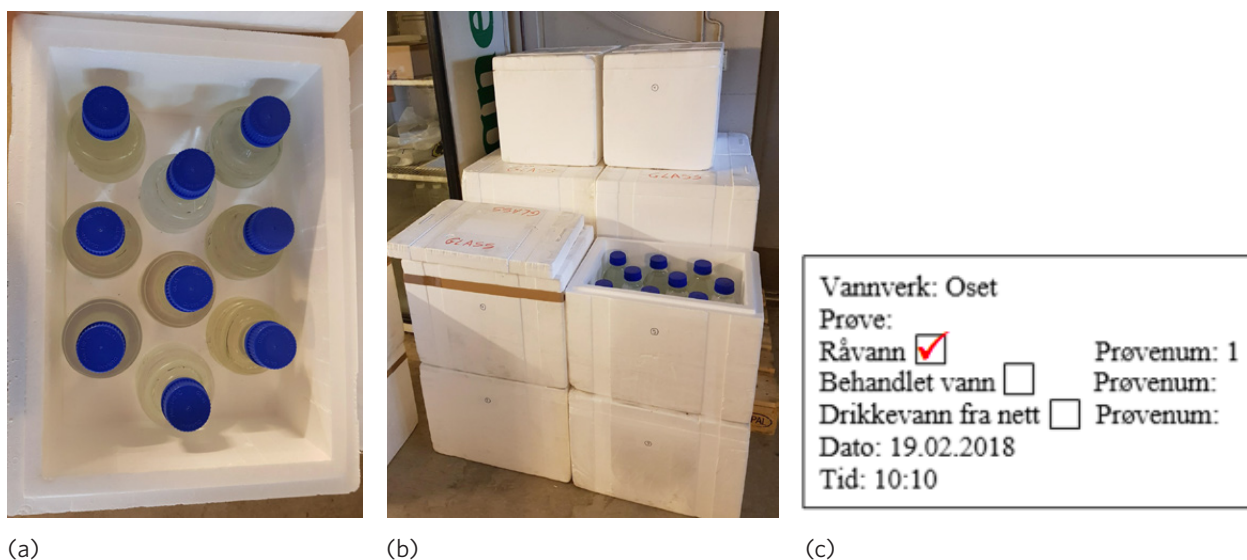 GLASS
GLASS
GLASS
GLASS
Vannverk: Oset
Prøve:
Råvann Prøvenum: 1
Behandlet vann Prøvenum:
Drikkevann fra nett Prøvenum:
Dato: 19.02.2018
Tid: 10:10
(a) (b) (c)